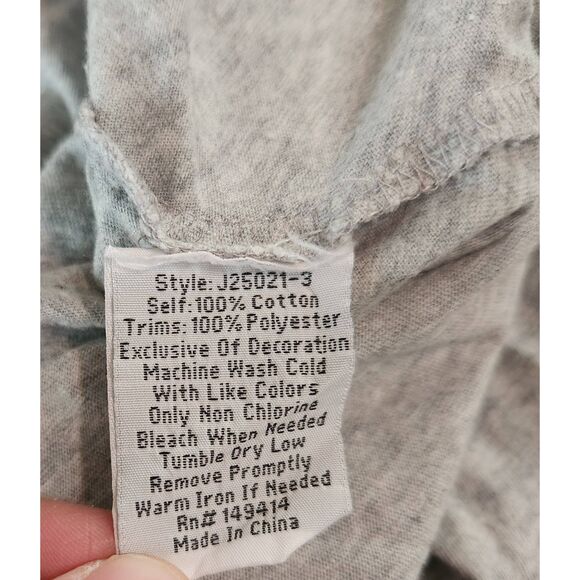 Style: J25021-3
Self: 100% Cotton
Trims: 100% Polyester
Exclusive Of Decoration
Machine Wash Cold
With Like Colors
Only Non Chlorine
Bleach When Needed
Tumble Dry Low
Remove Promptly
Warm Iron If Needed
Rn# 149414
Made In China